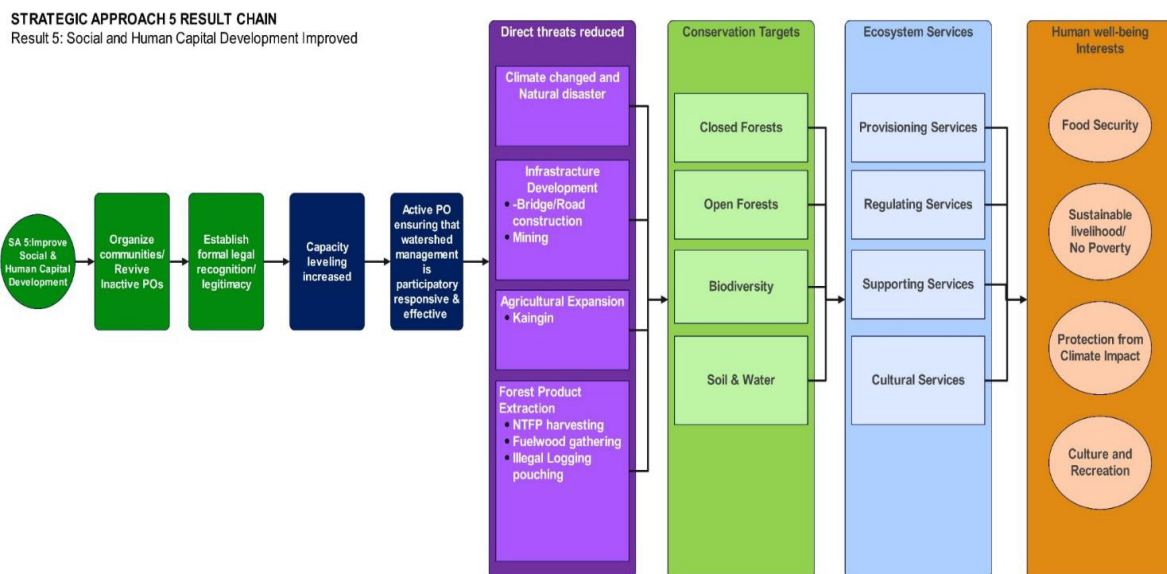 STRATEGIC APPROACH 5 RESULT CHAIN
Result 5: Social and Human Capital Development Improved
SA 5:Improve
Social &
Human Capital
Development
Organize
communities/
Revive
Inactive POs
Establish
formal legal
recognition/
legitimacy
Capacity
leveling
increased
Active PO
ensuring that
watershed
management
is
participatory
responsive &
effective
Direct threats reduced
Climate changed and
Natural disaster
Infrastracture
Development
• -Bridge/Road
construction
• Mining
Agricultural Expansion
• Kaingin
Forest Product
Extraction
• NTFP harvesting
• Fuelwood gathering
• Illegal Logging
pouching
Conservation Targets
Closed Forests
Open Forests
Biodiversity
Soil & Water
Ecosystem Services
Provisioning Services
Regulating Services
Supporting Services
Cultural Services
Human well-being
Interests
Food Security
Sustainable
livelihood/
No Poverty
Protection from
Climate Impact
Culture and
Recreation